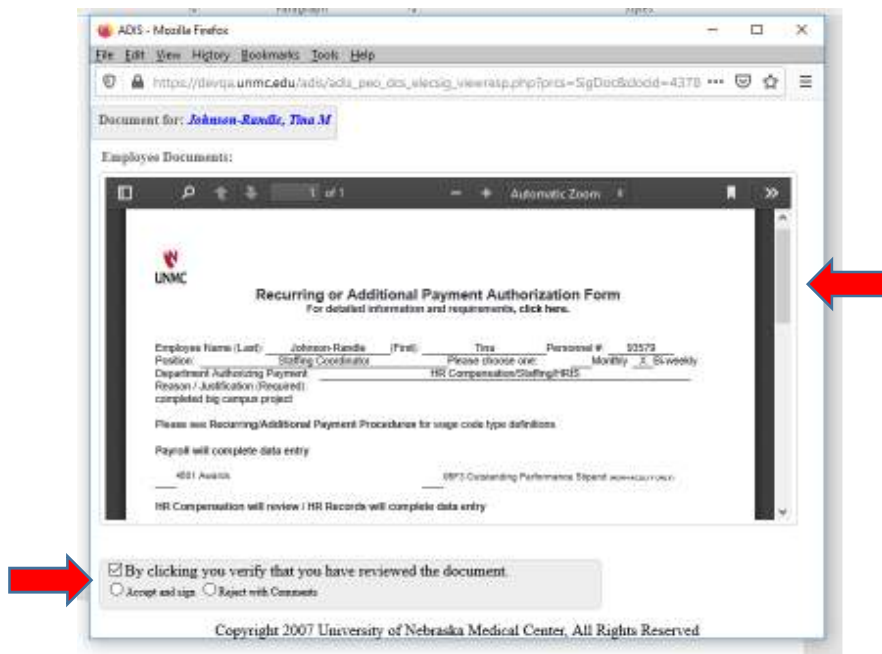 ADIS - Mozilla Firefox
File Edit View History Bookmarks Tools Help
https://devqa.unmc.edu/adis/adis_peo_dcs_elecsig_viewrasp.php?prcs=SigDoc&docid=4378
Document for: Johnson-Randle, Tina M
Employee Documents:
1 of 1 Automatic Zoom
UNMC
Recurring or Additional Payment Authorization Form
For detailed information and requirements, click here.
Employee Name (Last): Johnson-Randle (First): Tina Personnel #: 93579
Position: Staffing Coordinator Please choose one: Monthly X Bi-weekly
Department Authorizing Payment: HR Compensation/Staffing/HRIS
Reason / Justification (Required):
completed big campus project
Please see Recurring/Additional Payment Procedures for wage code type definitions
Payroll will complete data entry
Awards Outstanding Performance Stipend
HR Compensation will review / HR Records will complete data entry
By clicking you verify that you have reviewed the document.
Accept and sign Reject with Comments
Copyright 2007 University of Nebraska Medical Center, All Rights Reserved